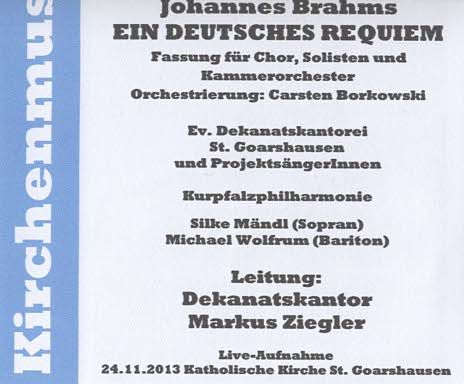 Johannes Brahms
EIN DEUTSCHES REQUIEM
Fassung für Chor, Solisten und
Kammerorchester
Orchestrierung: Carsten Borkowski
Ev. Dekanatskantorei
St. Goarshausen
und ProjektsängerInnen
Kurpfalzphilharmonie
Silke Mändl (Sopran)
Michael Wolfrum (Bariton)
Leitung:
Dekanatskantor
Markus Ziegler
Live-Aufnahme
24.11.2013 Katholische Kirche St. Goarshausen
Kirchenmus